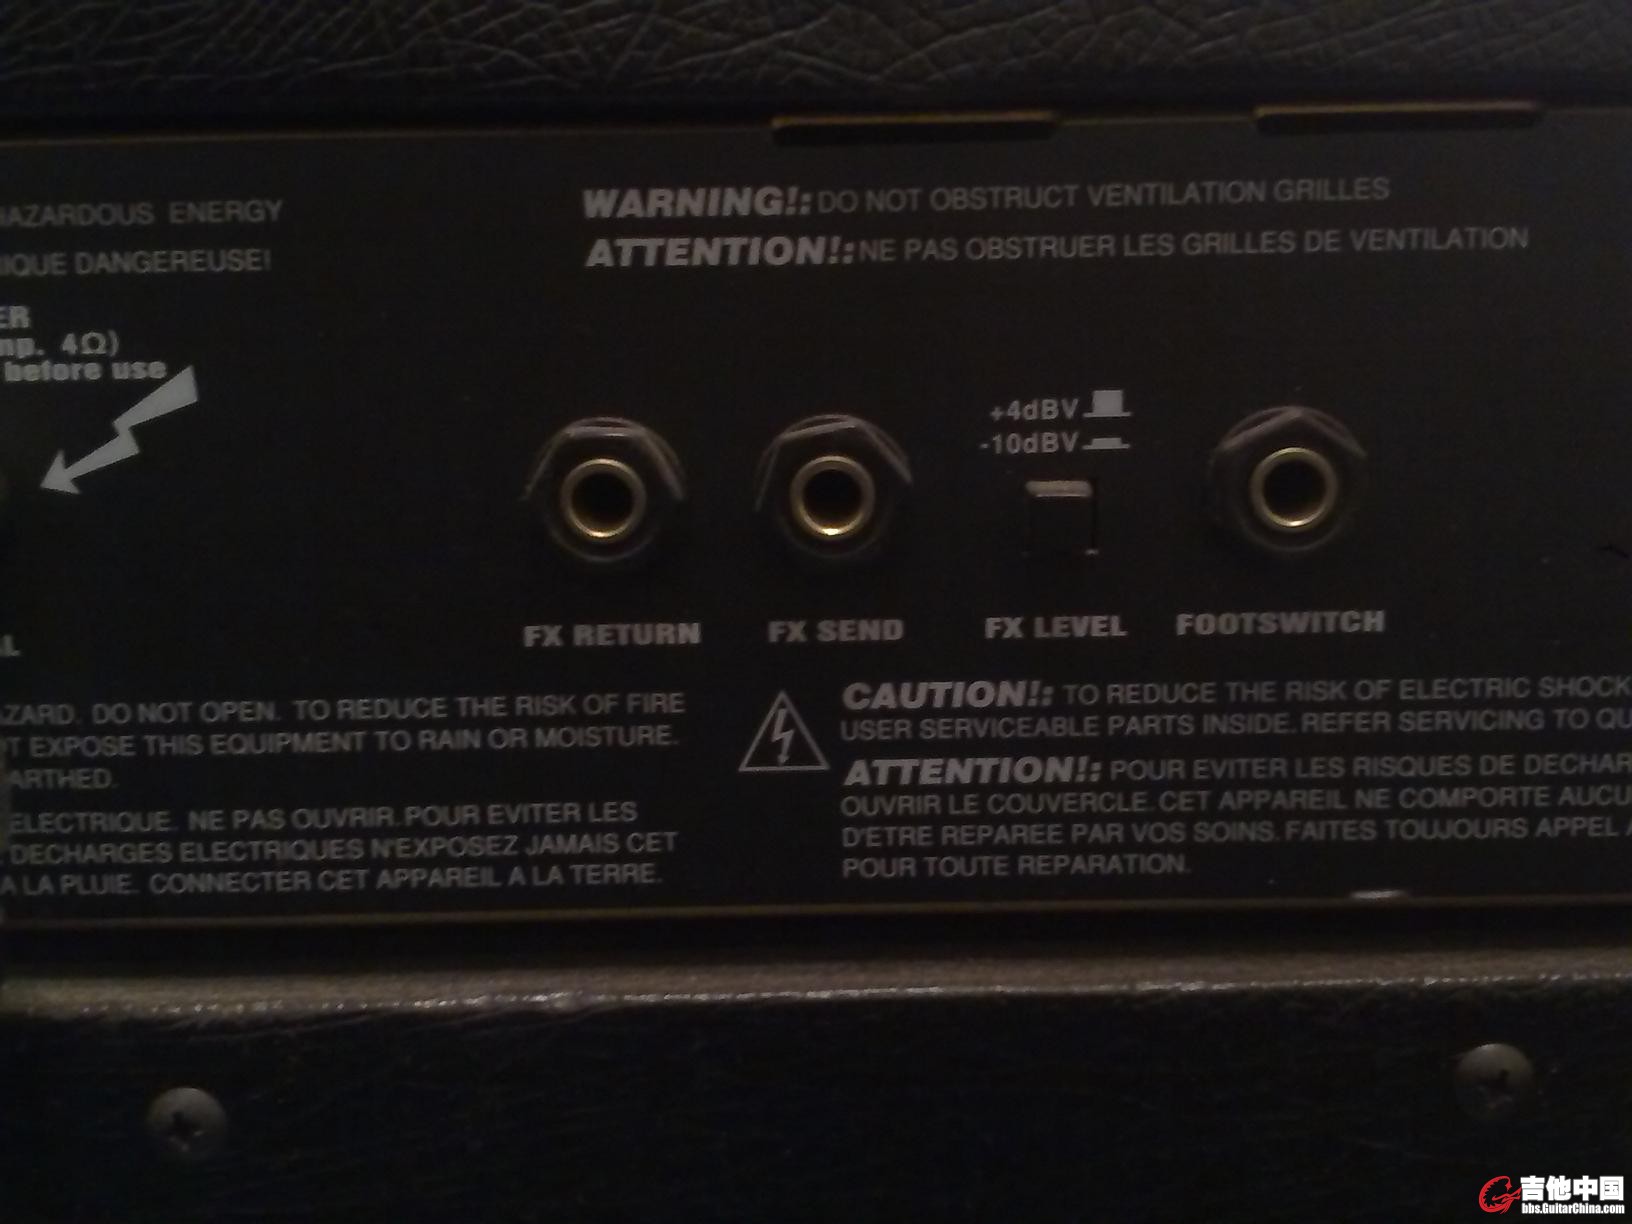 HAZARDOUS ENERGY
IQUE DANGEREUSE!
WARNING!: DO NOT OBSTRUCT VENTILATION GRILLES
ATTENTION!: NE PAS OBSTRUER LES GRILLES DE VENTILATION
ER
mp. 4Ω)
before use
+4dBV
-10dBV
FX RETURN
FX SEND
FX LEVEL
FOOTSWITCH
AL
AZARD. DO NOT OPEN. TO REDUCE THE RISK OF FIRE
T EXPOSE THIS EQUIPMENT TO RAIN OR MOISTURE.
ARTHED.
ELECTRIQUE. NE PAS OUVRIR. POUR EVITER LES
DECHARGES ELECTRIQUES N'EXPOSEZ JAMAIS CET
A LA PLUIE. CONNECTER CET APPAREIL A LA TERRE.
CAUTION!: TO REDUCE THE RISK OF ELECTRIC SHOCK
USER SERVICEABLE PARTS INSIDE. REFER SERVICING TO QU
ATTENTION!: POUR EVITER LES RISQUES DE DECHAR
OUVRIR LE COUVERCLE. CET APPAREIL NE COMPORTE AUCU
D'ETRE REPAREE PAR VOS SOINS. FAITES TOUJOURS APPEL A
POUR TOUTE REPARATION.
吉他中国
bbs.GuitarChina.com